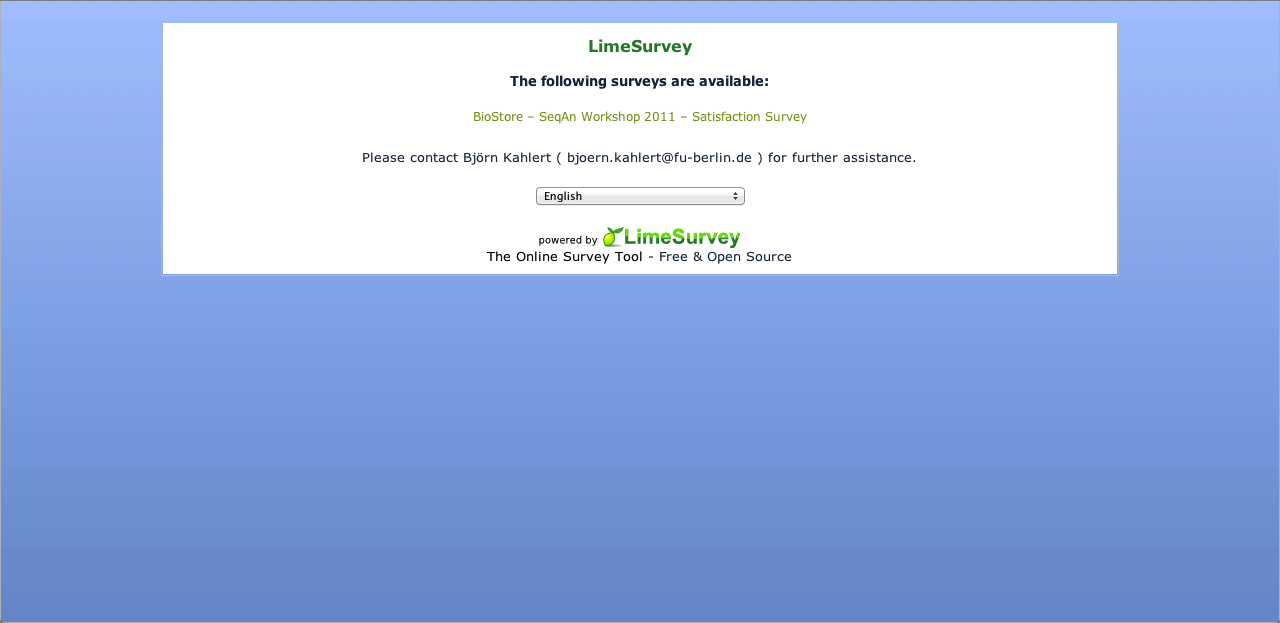 LimeSurvey
The following surveys are available:
BioStore – SeqAn Workshop 2011 – Satisfaction Survey
Please contact Björn Kahlert ( bjoern.kahlert@fu-berlin.de ) for further assistance.
English
powered by LimeSurvey
The Online Survey Tool - Free & Open Source